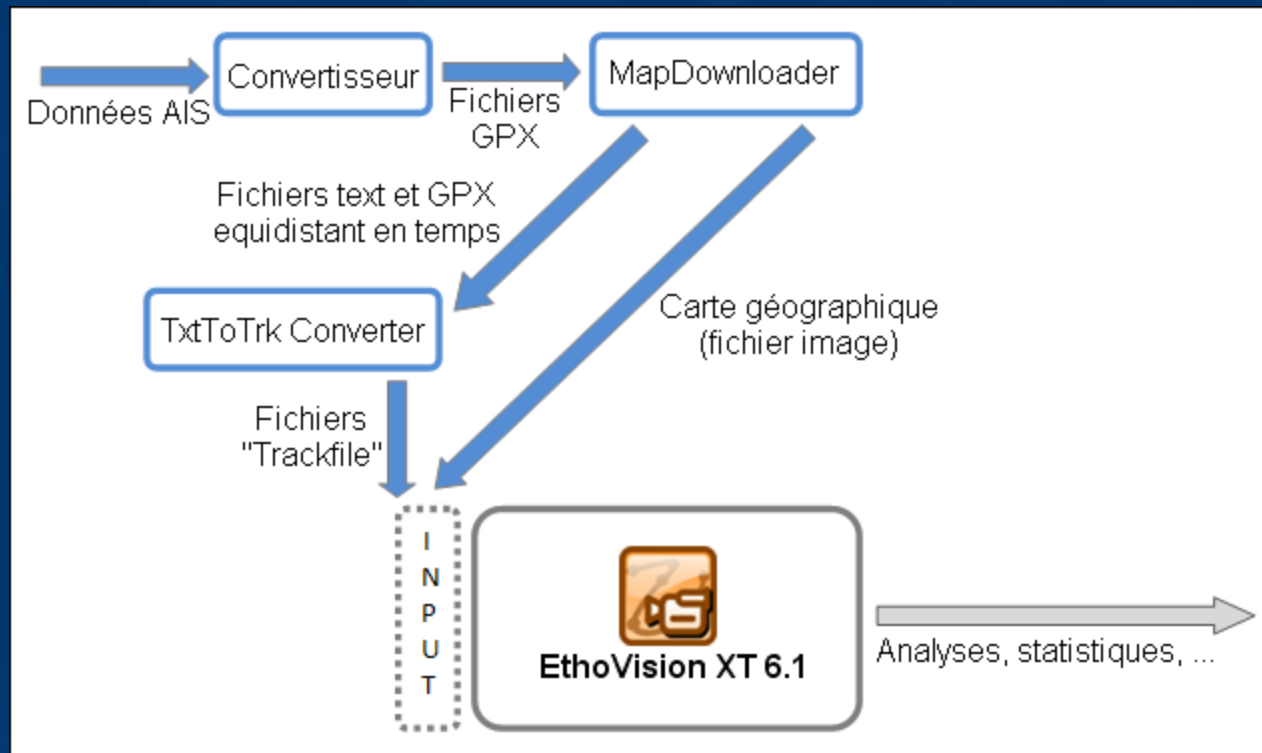 Données AIS
Convertisseur
Fichiers
GPX
MapDownloader
Fichiers text et GPX
equidistant en temps
Carte géographique
(fichier image)
TxtToTrk Converter
Fichiers
"Trackfile"
I
N
P
U
T
EthoVision XT 6.1
Analyses, statistiques, ...